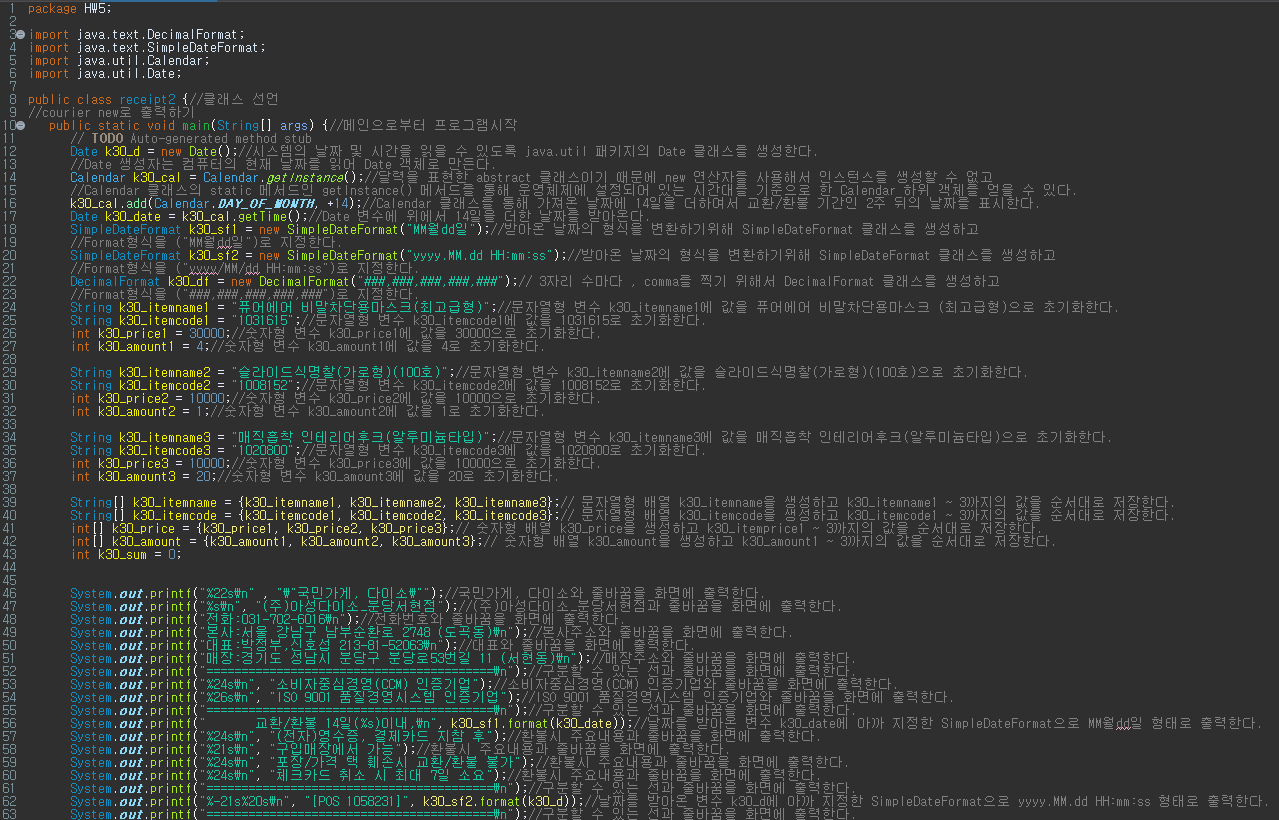 1 package HW5;
2
3 import java.text.DecimalFormat;
4 import java.text.SimpleDateFormat;
5 import java.util.Calendar;
6 import java.util.Date;
7
8 public class receipt2 {//클래스 선언
9 //courier new로 출력하기
10 public static void main(String[] args) {//메인으로부터 프로그램시작
11 // TODO Auto-generated method stub
12 Date k30_d = new Date();//시스템의 날짜 및 시간을 읽을 수 있도록 java.util 패키지의 Date 클래스를 생성한다.
13 //Date 생성자는 컴퓨터의 현재 날짜를 읽어 Date 객체로 만든다.
14 Calendar k30_cal = Calendar.getInstance();//달력을 표현한 abstract 클래스이기 때문에 new 연산자를 사용해서 인스턴스를 생성할 수 없고
15 //Calendar 클래스의 static 메서드인 getInstance() 메서드를 통해 운영체제에 설정되어 있는 시간대를 기준으로 한 Calendar 하위 객체를 얻을 수 있다.
16 k30_cal.add(Calendar.DAY_OF_MONTH, +14);//Calendar 클래스를 통해 가져온 날짜에 14일을 더하여서 교환/환불 기간인 2주 뒤의 날짜를 표시한다.
17 Date k30_date = k30_cal.getTime();//Date 변수에 위에서 14일을 더한 날짜를 받아온다.
18 SimpleDateFormat k30_sf1 = new SimpleDateFormat("MM월dd일");//받아온 날짜의 형식을 변환하기위해 SimpleDateFormat 클래스를 생성하고
19 //Format형식을 ("MM월dd일")로 지정한다.
20 SimpleDateFormat k30_sf2 = new SimpleDateFormat("yyyy.MM.dd HH:mm:ss");//받아온 날짜의 형식을 변환하기위해 SimpleDateFormat 클래스를 생성하고
21 //Format형식을 ("yyyy/MM/dd HH:mm:ss")로 지정한다.
22 DecimalFormat k30_df = new DecimalFormat("###,###,###,###,###");// 3자리 수마다 , comma를 찍기 위해서 DecimalFormat 클래스를 생성하고
23 //Format형식을 ("###,###,###,###,###")로 지정한다.
24 String k30_itemname1 = "퓨어에어 비말차단용마스크(최고급형)";//문자열형 변수 k30_itemname1에 값을 퓨어에어 비말차단용마스크(최고급형)으로 초기화한다.
25 String k30_itemcode1 = "1031615";//문자열형 변수 k30_itemcode1에 값을 1031615로 초기화한다.
26 int k30_price1 = 30000;//숫자형 변수 k30_price1에 값을 30000으로 초기화한다.
27 int k30_amount1 = 4;//숫자형 변수 k30_amount1에 값을 4로 초기화한다.
28
29 String k30_itemname2 = "슬라이드식명찰(가로형)(100호)";//문자열형 변수 k30_itemname2에 값을 슬라이드식명찰(가로형)(100호)으로 초기화한다.
30 String k30_itemcode2 = "1008152";//문자열형 변수 k30_itemcode2에 값을 1008152로 초기화한다.
31 int k30_price2 = 10000;//숫자형 변수 k30_price2에 값을 10000으로 초기화한다.
32 int k30_amount2 = 1;//숫자형 변수 k30_amount2에 값을 1로 초기화한다.
33
34 String k30_itemname3 = "매직흡착 인테리어후크(알루미늄타입)";//문자열형 변수 k30_itemname3에 값을 매직흡착 인테리어후크(알루미늄타입)으로 초기화한다.
35 String k30_itemcode3 = "1020800";//문자열형 변수 k30_itemcode3에 값을 1020800로 초기화한다.
36 int k30_price3 = 10000;//숫자형 변수 k30_price3에 값을 10000으로 초기화한다.
37 int k30_amount3 = 20;//숫자형 변수 k30_amount3에 값을 20로 초기화한다.
38
39 String[] k30_itemname = {k30_itemname1, k30_itemname2, k30_itemname3};// 문자열형 배열 k30_itemname을 생성하고 k30_itemname1 ~ 3까지의 값을 순서대로 저장한다.
40 String[] k30_itemcode = {k30_itemcode1, k30_itemcode2, k30_itemcode3};// 문자열형 배열 k30_itemcode을 생성하고 k30_itemcode1 ~ 3까지의 값을 순서대로 저장한다.
41 int[] k30_price = {k30_price1, k30_price2, k30_price3};// 숫자형 배열 k30_price을 생성하고 k30_itemprice1 ~ 3까지의 값을 순서대로 저장한다.
42 int[] k30_amount = {k30_amount1, k30_amount2, k30_amount3};// 숫자형 배열 k30_amount을 생성하고 k30_amount1 ~ 3까지의 값을 순서대로 저장한다.
43 int k30_sum = 0;
44
45
46 System.out.printf("%22s\n" , "\"국민가게, 다이소\"");//국민가게, 다이소와 줄바꿈을 화면에 출력한다.
47 System.out.printf("%s\n", "(주)아성다이소_분당서현점");//(주)아성다이소_분당서현점과 줄바꿈을 화면에 출력한다.
48 System.out.printf("전화:031-702-6016\n");//전화번호와 줄바꿈을 화면에 출력한다.
49 System.out.printf("본사:서울 강남구 남부순환로 2748 (도곡동)\n");//본사주소와 줄바꿈을 화면에 출력한다.
50 System.out.printf("대표:박정부,신호섭 213-81-52063\n");//대표와 줄바꿈을 화면에 출력한다.
51 System.out.printf("매장:경기도 성남시 분당구 분당로53번길 11 (서현동)\n");//매장주소와 줄바꿈을 화면에 출력한다.
52 System.out.printf("=========================================\n");//구분할 수 있는 선과 줄바꿈을 화면에 출력한다.
53 System.out.printf("%24s\n", "소비자중심경영(CCM) 인증기업");//소비자중심경영(CCM) 인증기업와 줄바꿈을 화면에 출력한다.
54 System.out.printf("%26s\n", "ISO 9001 품질경영시스템 인증기업");//ISO 9001 품질경영시스템 인증기업과 줄바꿈을 화면에 출력한다.
55 System.out.printf("=========================================\n");//구분할 수 있는 선과 줄바꿈을 화면에 출력한다.
56 System.out.printf("       교환/환불 14일(%s)이내,\n", k30_sf1.format(k30_date));//날짜를 받아온 변수 k30_date에 아까 지정한 SimpleDateFormat으로 MM월dd일 형태로 출력한다.
57 System.out.printf("%24s\n", "(전자)영수증, 결제카드 지참 후");//환불시 주요내용과 줄바꿈을 화면에 출력한다.
58 System.out.printf("%21s\n", "구입매장에서 가능");//환불시 주요내용과 줄바꿈을 화면에 출력한다.
59 System.out.printf("%24s\n", "포장/가격 택 훼손시 교환/환불 불가");//환불시 주요내용과 줄바꿈을 화면에 출력한다.
60 System.out.printf("%24s\n", "체크카드 취소 시 최대 7일 소요");//환불시 주요내용과 줄바꿈을 화면에 출력한다.
61 System.out.printf("=========================================\n");//구분할 수 있는 선과 줄바꿈을 화면에 출력한다.
62 System.out.printf("%-21s%20s\n", "[POS 1058231]", k30_sf2.format(k30_d));//날짜를 받아온 변수 k30_d에 아까 지정한 SimpleDateFormat으로 yyyy.MM.dd HH:mm:ss 형태로 출력한다.
63 System.out.printf("=========================================\n");//구분할 수 있는 선과 줄바꿈을 화면에 출력한다.